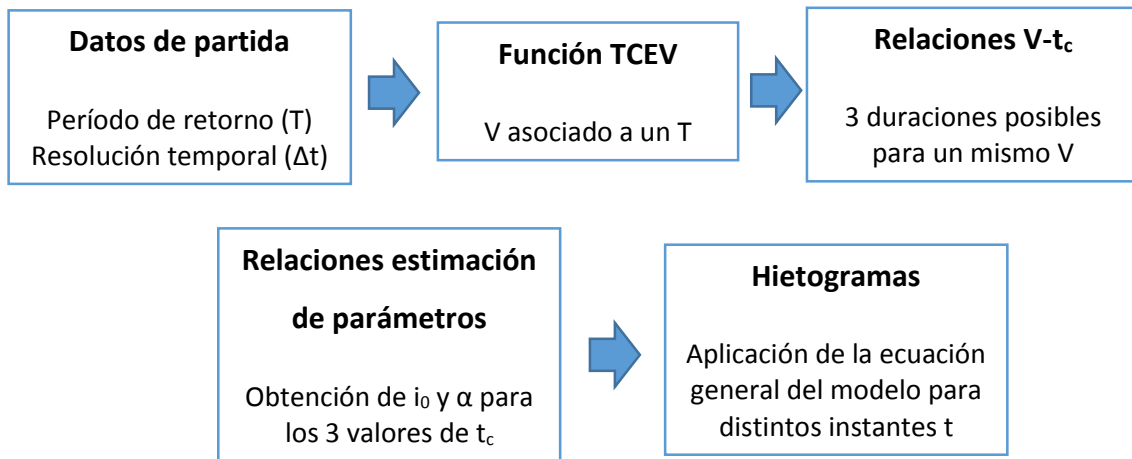 Datos de partida
Período de retorno (T)
Resolución temporal (Δt)
Función TCEV
V asociado a un T
Relaciones V-tc
3 duraciones posibles
para un mismo V
Relaciones estimación
de parámetros
Obtención de i0 y α para
los 3 valores de tc
Hietogramas
Aplicación de la ecuación
general del modelo para
distintos instantes t